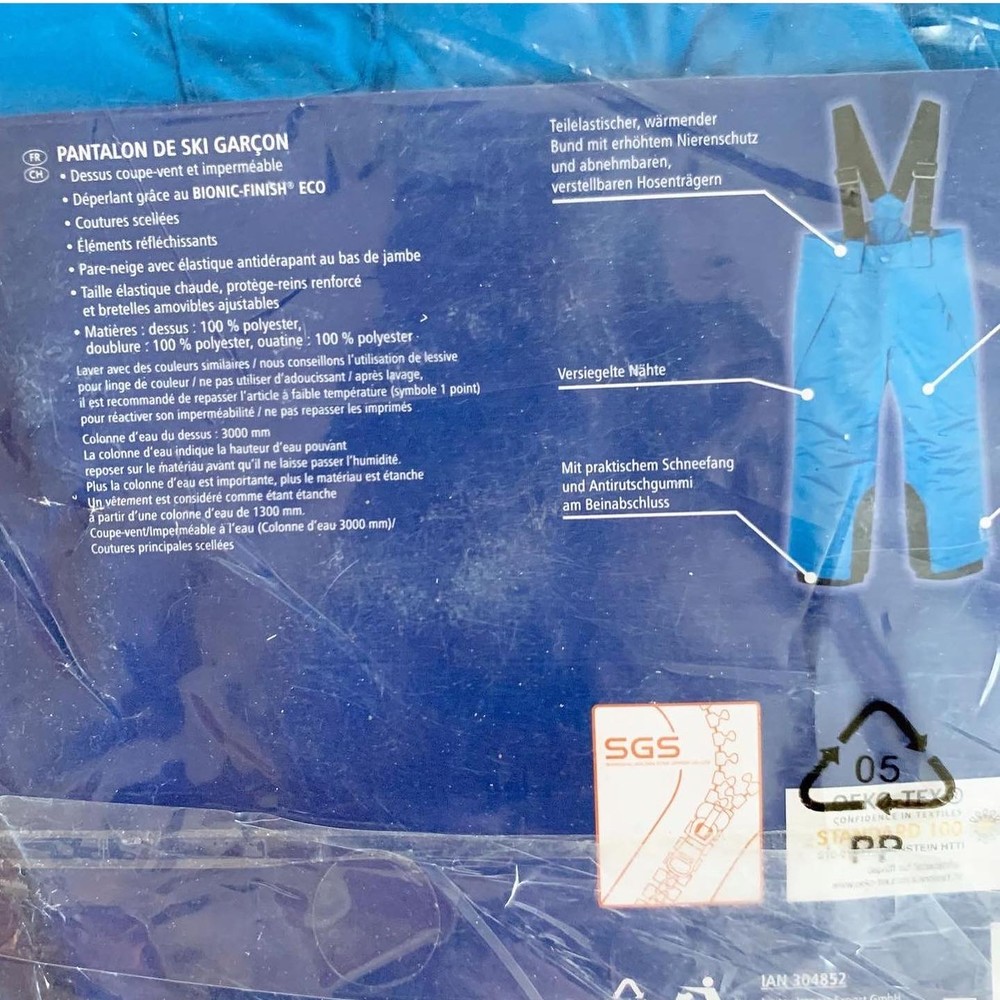 FR
CH
PANTALON DE SKI GARÇON
• Dessus coupe-vent et imperméable
• Déperlant grâce au BIONIC-FINISH® ECO
• Coutures scellées
• Éléments réfléchissants
• Pare-neige avec élastique antidérapant au bas de jambe
• Taille élastique chaude, protège-reins renforcé
et bretelles amovibles ajustables
• Matières : dessus : 100 % polyester,
doublure : 100 % polyester, ouatine : 100 % polyester
Laver avec des couleurs similaires / nous conseillons l'utilisation de lessive
pour linge de couleur / ne pas utiliser d'adoucissant / après lavage,
il est recommandé de repasser l'article à faible température (symbole 1 point)
pour réactiver son imperméabilité / ne pas repasser les imprimés
Colonne d'eau du dessus : 3000 mm
La colonne d'eau indique la hauteur d'eau pouvant
reposer sur le matériau avant qu'il ne laisse passer l'humidité.
Plus la colonne d'eau est importante, plus le matériau est étanche
Un vêtement est considéré comme étant étanche
à partir d'une colonne d'eau de 1300 mm.
Coupe-vent/Imperméable à l'eau (Colonne d'eau 3000 mm)/
Coutures principales scellées
Teilelastischer, wärmender
Bund mit erhöhtem Nierenschutz
und abnehmbaren,
verstellbaren Hosenträgern
Versiegelte Nähte
Mit praktischem Schneefang
und Antirutschgummi
am Beinabschluss
SGS
05
PP
OEKO-TEX®
CONFIDENCE IN TEXTILES
STANDARD 100
HTTI
IAN 304852